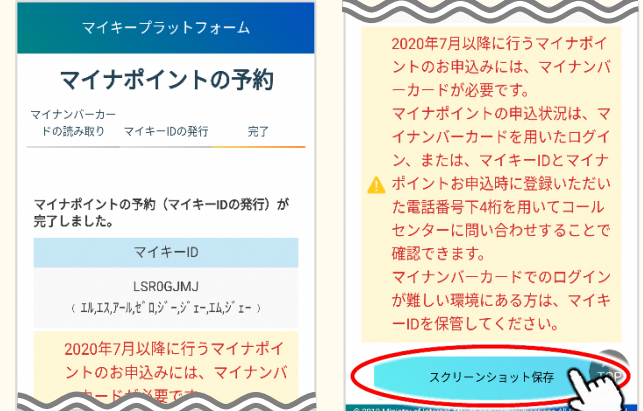 マイキープラットフォーム
マイナポイントの予約
マイナンバーカー
ドの読み取り
マイキーIDの発行
完了
マイナポイントの予約（マイキーIDの発行）が
完了しました。
マイキーID
LSR0GJMJ
( ｴﾙ,ｴｽ,ｱｰﾙ,ｾﾞﾛ,ｼﾞｰ,ｼﾞｪｰ,ｴﾑ,ｼﾞｪｰ )
2020年7月以降に行うマイナポイ
ントのお申込みには、マイナンバ
ーカードが必要です。
2020年7月以降に行うマイナポイ
ントのお申込みには、マイナンバ
ーカードが必要です。
マイナポイントの申込状況は、マ
イナンバーカードを用いたログイ
ン、または、マイキーIDとマイナ
ポイントお申込時に登録いただい
た電話番号下4桁を用いてコール
センターに問い合わせすることで
確認できます。
マイナンバーカードでのログイン
が難しい環境にある方は、マイキ
ーIDを保管してください。
スクリーンショット保存
TOP